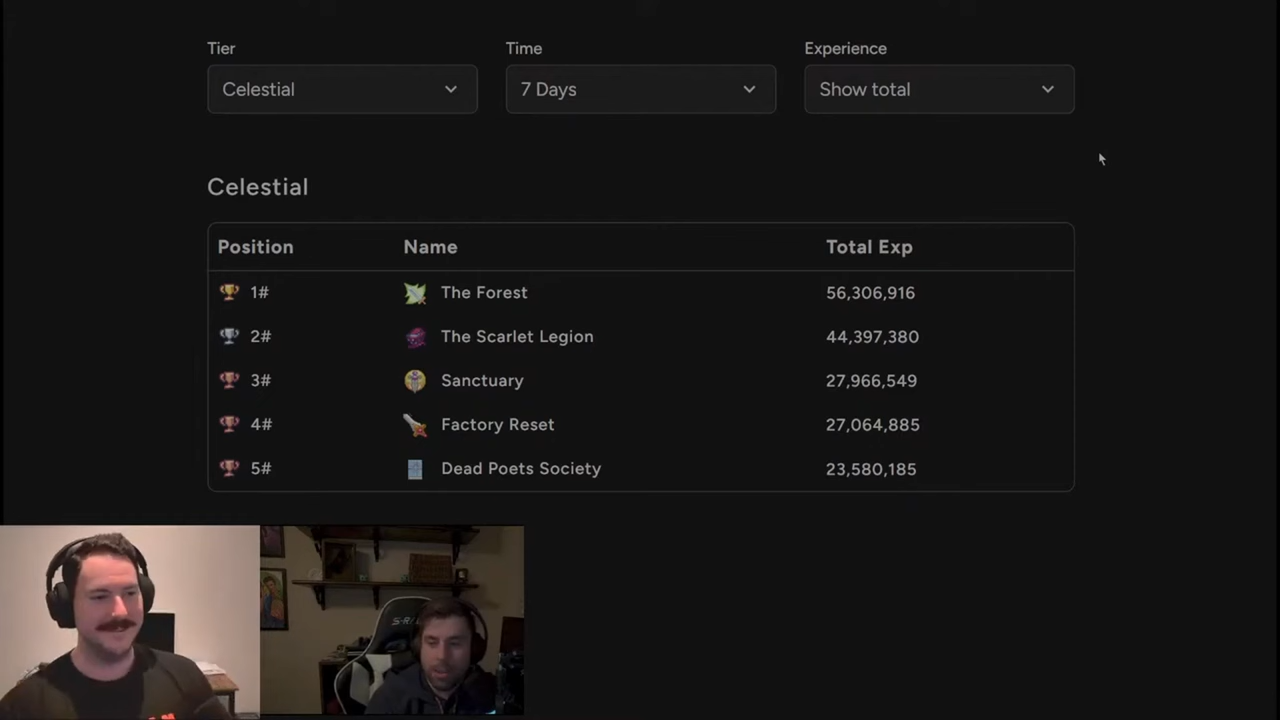 Tier Time Experience
Celestial 7 Days Show total
Celestial
Position Name Total Exp
1# The Forest 56,306,916
2# The Scarlet Legion 44,397,380
3# Sanctuary 27,966,549
4# Factory Reset 27,064,885
5# Dead Poets Society 23,580,185